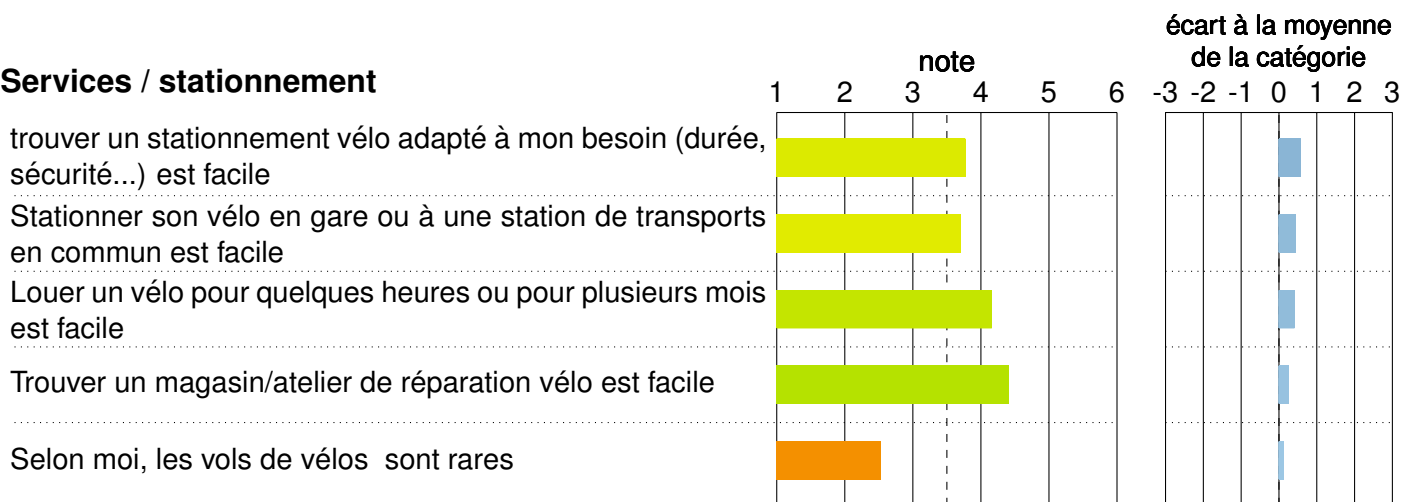 écart à la moyenne
de la catégorie
note
Services / stationnement
1 2 3 4 5 6 -3 -2 -1 0 1 2 3
trouver un stationnement vélo adapté à mon besoin (durée,
sécurité...) est facile
Stationner son vélo en gare ou à une station de transports
en commun est facile
Louer un vélo pour quelques heures ou pour plusieurs mois
est facile
Trouver un magasin/atelier de réparation vélo est facile
Selon moi, les vols de vélos sont rares